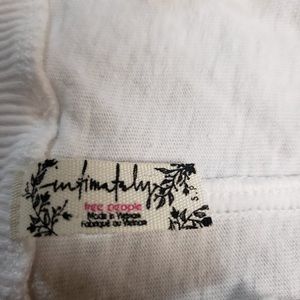 intimately
free people
Made in Vietnam
Fabriqué au Vietnam